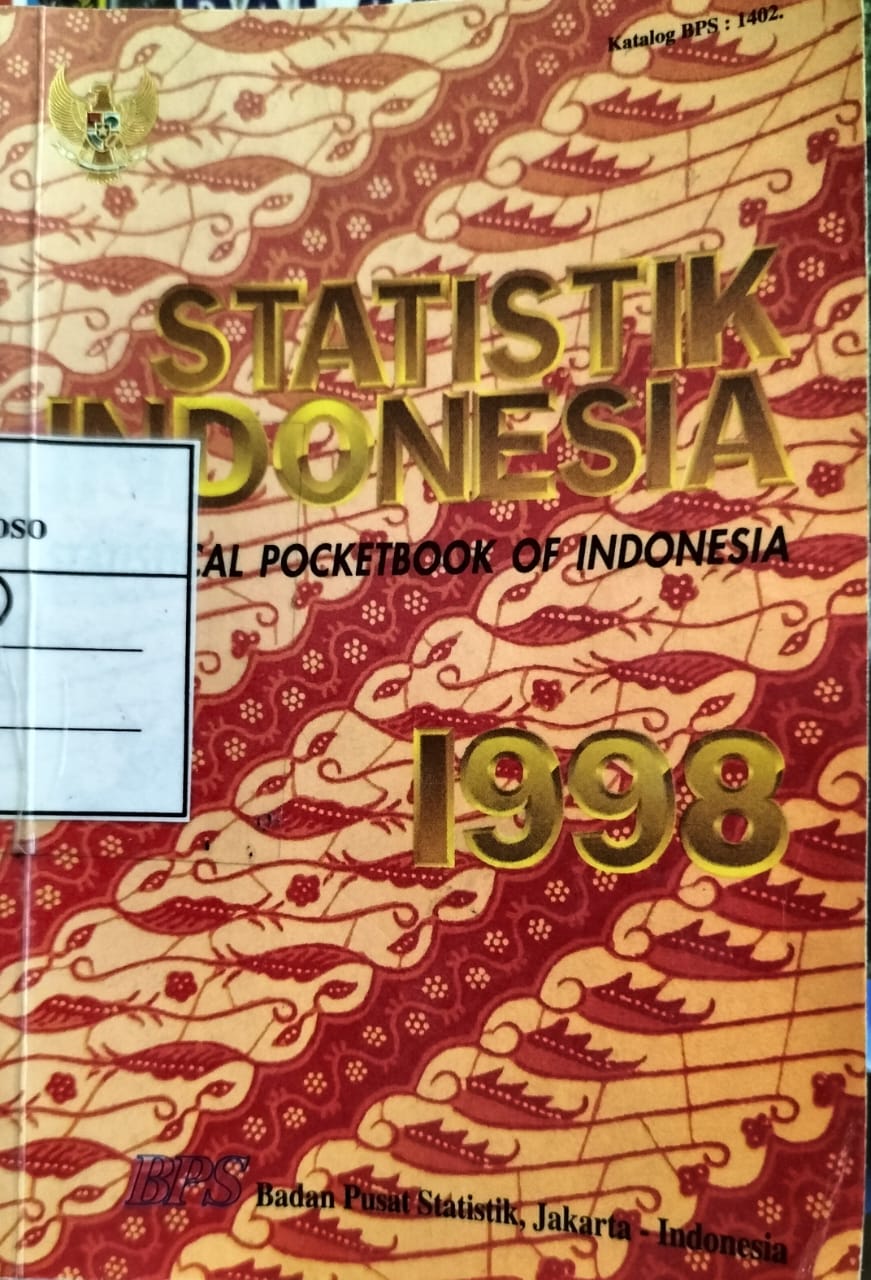 Katalog BPS : 1402.
STATISTIK
INDONESIA
CAL POCKETBOOK OF INDONESIA
1998
oso
BPS Badan Pusat Statistik, Jakarta - Indonesia